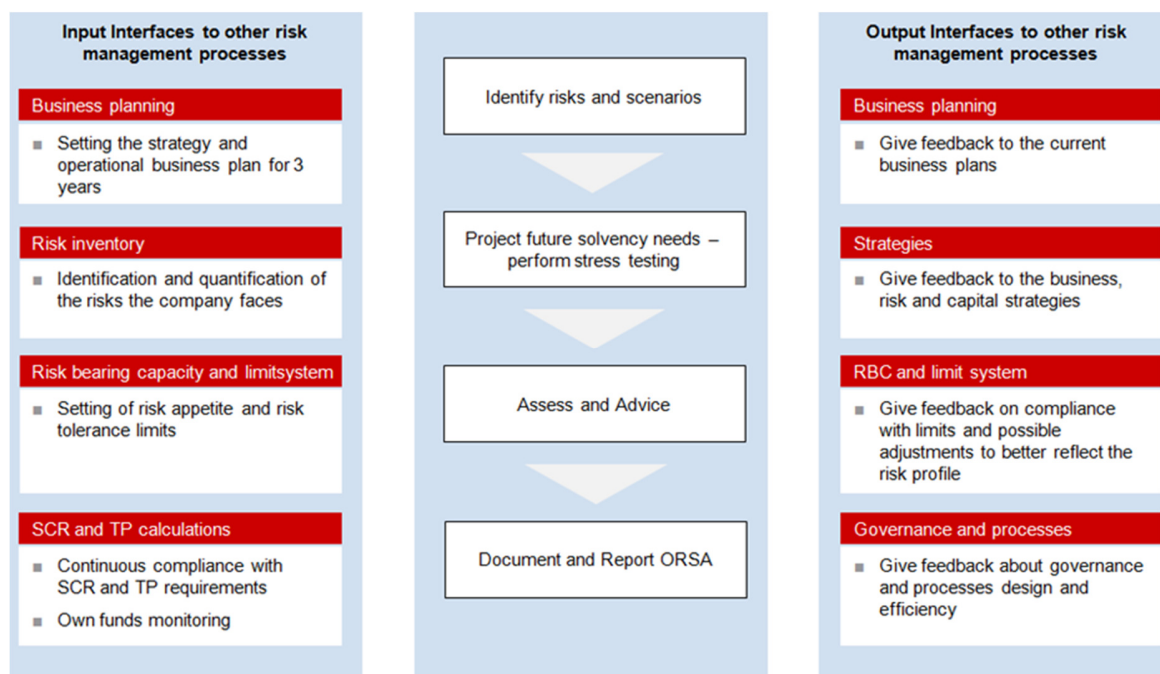 Input Interfaces to other risk
management processes
Business planning
■ Setting the strategy and
operational business plan for 3
years
Risk inventory
■ Identification and quantification of
the risks the company faces
Risk bearing capacity and limitsystem
■ Setting of risk appetite and risk
tolerance limits
SCR and TP calculations
■ Continuous compliance with
SCR and TP requirements
■ Own funds monitoring
Identify risks and scenarios
Project future solvency needs –
perform stress testing
Assess and Advice
Document and Report ORSA
Output Interfaces to other risk
management processes
Business planning
■ Give feedback to the current
business plans
Strategies
■ Give feedback to the business,
risk and capital strategies
RBC and limit system
■ Give feedback on compliance
with limits and possible
adjustments to better reflect the
risk profile
Governance and processes
■ Give feedback about governance
and processes design and
efficiency